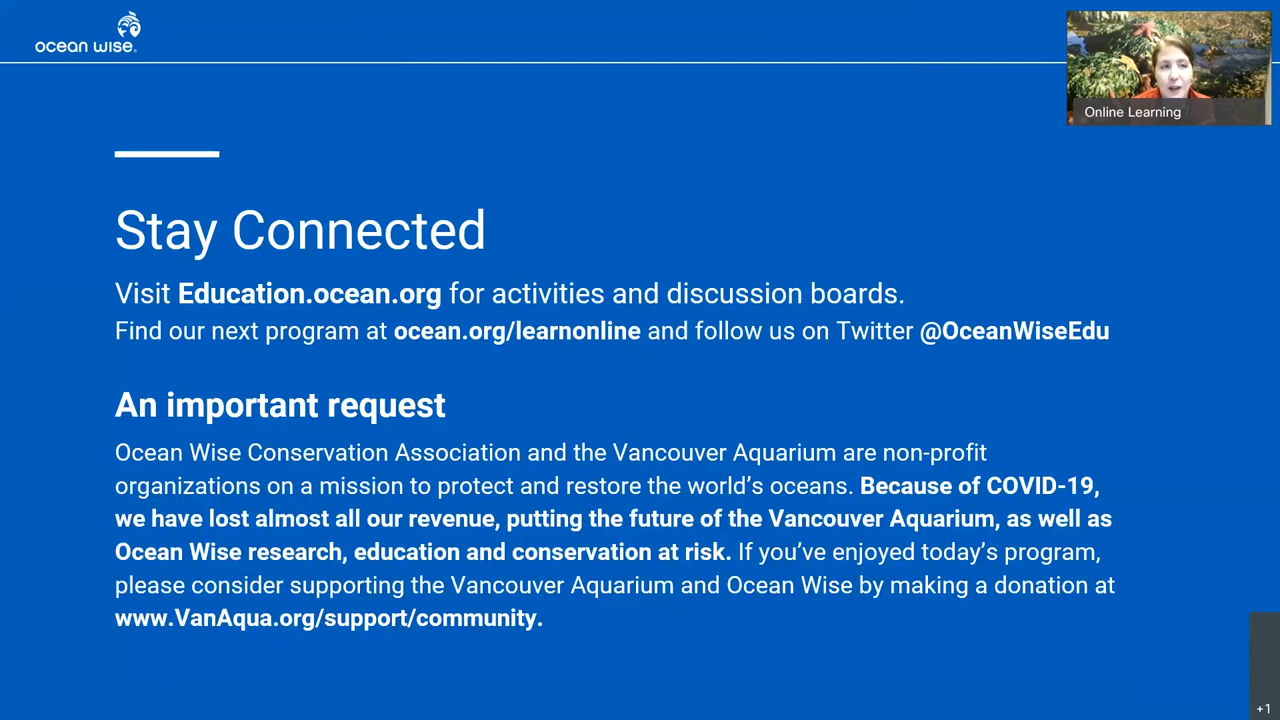 ocean wise
Online Learning
Stay Connected
Visit Education.ocean.org for activities and discussion boards.
Find our next program at ocean.org/learnonline and follow us on Twitter @OceanWiseEdu
An important request
Ocean Wise Conservation Association and the Vancouver Aquarium are non-profit
organizations on a mission to protect and restore the world’s oceans. Because of COVID-19,
we have lost almost all our revenue, putting the future of the Vancouver Aquarium, as well as
Ocean Wise research, education and conservation at risk. If you’ve enjoyed today’s program,
please consider supporting the Vancouver Aquarium and Ocean Wise by making a donation at
www.VanAqua.org/support/community.
+1